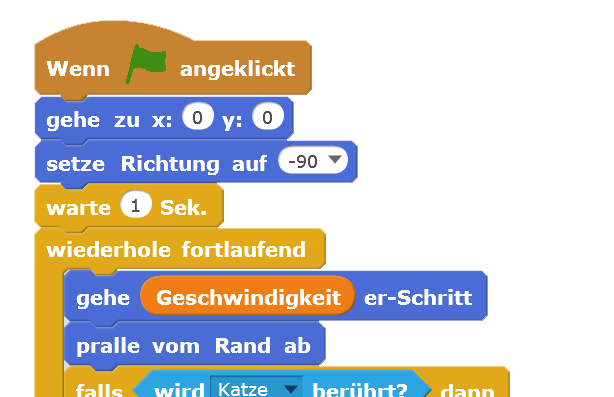 Wenn angeklickt
gehe zu x: 0 y: 0
setze Richtung auf -90
warte 1 Sek.
wiederhole fortlaufend
gehe Geschwindigkeit er-Schritt
pralle vom Rand ab
falls wird Katze berührt? dann